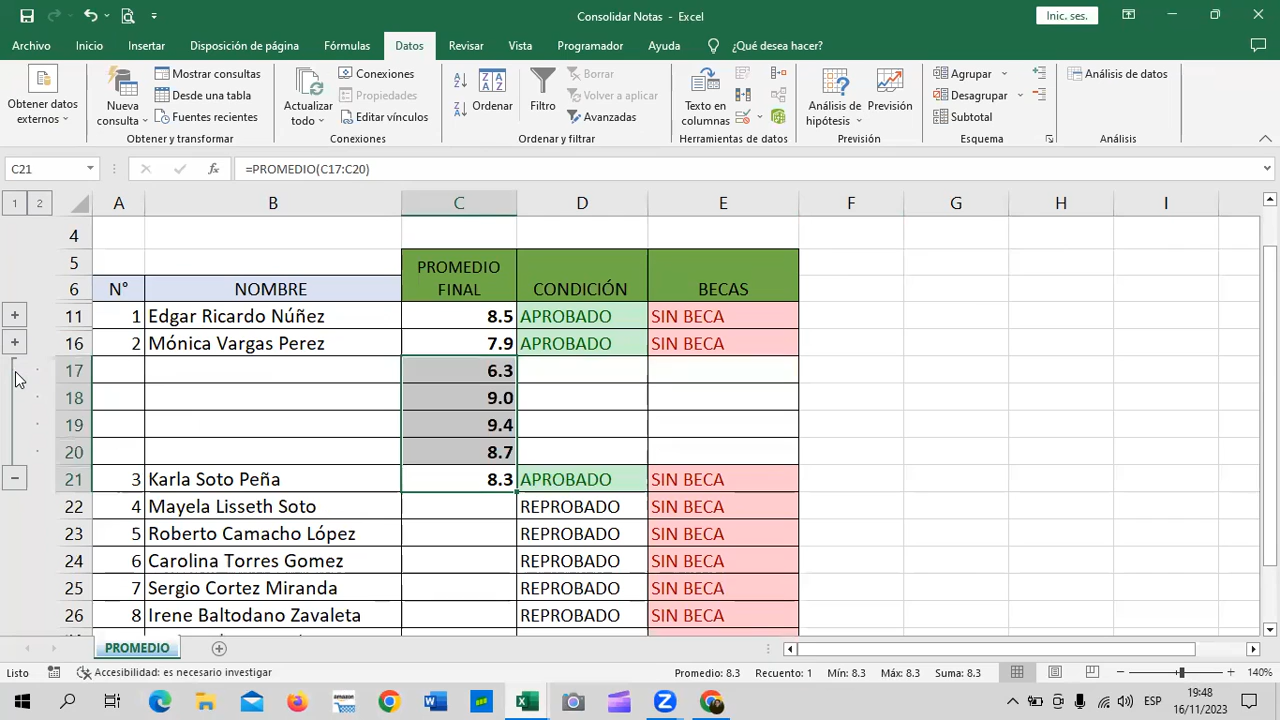 Consolidar Notas - Excel
Inic. ses.
Archivo Inicio Insertar Disposición de página Fórmulas Datos Revisar Vista Programador Ayuda ¿Qué desea hacer?
Obtener datos externos
Nueva consulta
Mostrar consultas
Desde una tabla
Fuentes recientes
Obtener y transformar
Actualizar todo
Conexiones
Propiedades
Editar vínculos
Conexiones
Ordenar
Filtro
Borrar
Volver a aplicar
Avanzadas
Ordenar y filtrar
Texto en columnas
Herramientas de datos
Análisis de hipótesis
Previsión
Previsión
Agrupar
Desagrupar
Subtotal
Esquema
Análisis de datos
Análisis
C21 fx =PROMEDIO(C17:C20)
1 2 A B C D E F G H I
4
5 PROMEDIO
6 N° NOMBRE FINAL CONDICIÓN BECAS
11 1 Edgar Ricardo Núñez 8.5 APROBADO SIN BECA
16 2 Mónica Vargas Perez 7.9 APROBADO SIN BECA
17 6.3
18 9.0
19 9.4
20 8.7
21 3 Karla Soto Peña 8.3 APROBADO SIN BECA
22 4 Mayela Lisseth Soto REPROBADO SIN BECA
23 5 Roberto Camacho López REPROBADO SIN BECA
24 6 Carolina Torres Gomez REPROBADO SIN BECA
25 7 Sergio Cortez Miranda REPROBADO SIN BECA
26 8 Irene Baltodano Zavaleta REPROBADO SIN BECA
PROMEDIO
Listo Accesibilidad: es necesario investigar Promedio: 8.3 Recuento: 1 Mín: 8.3 Máx: 8.3 Suma: 8.3 140%
ESP
19:48
16/11/2023